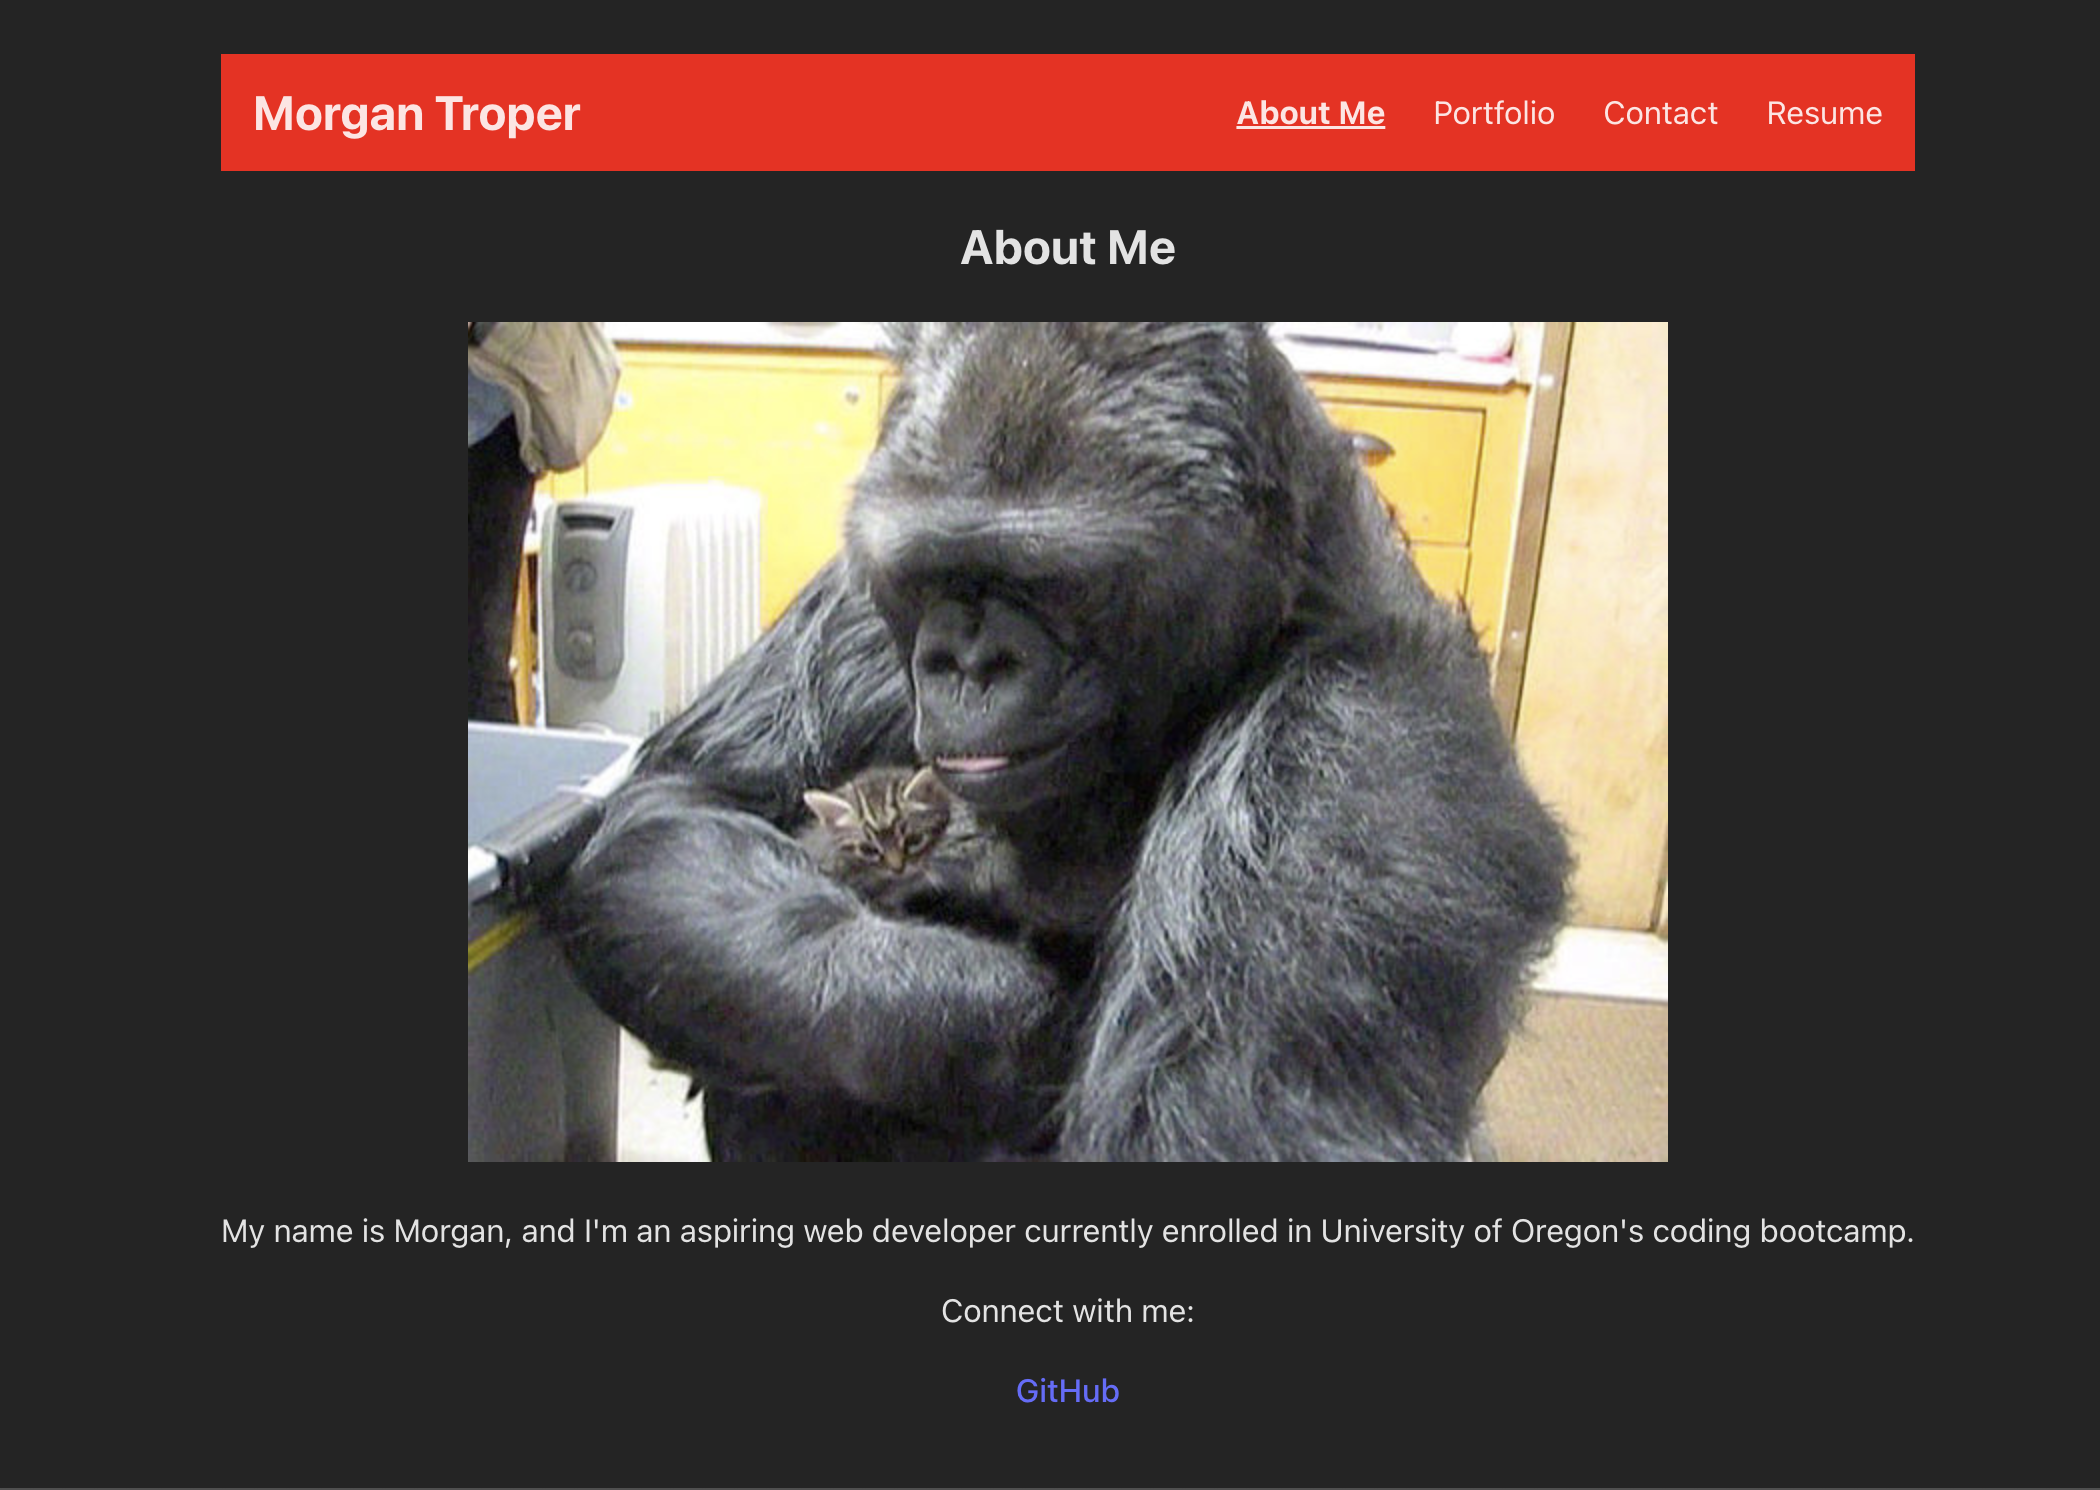 Morgan Troper
About Me Portfolio Contact Resume
About Me
My name is Morgan, and I'm an aspiring web developer currently enrolled in University of Oregon's coding bootcamp.
Connect with me:
GitHub